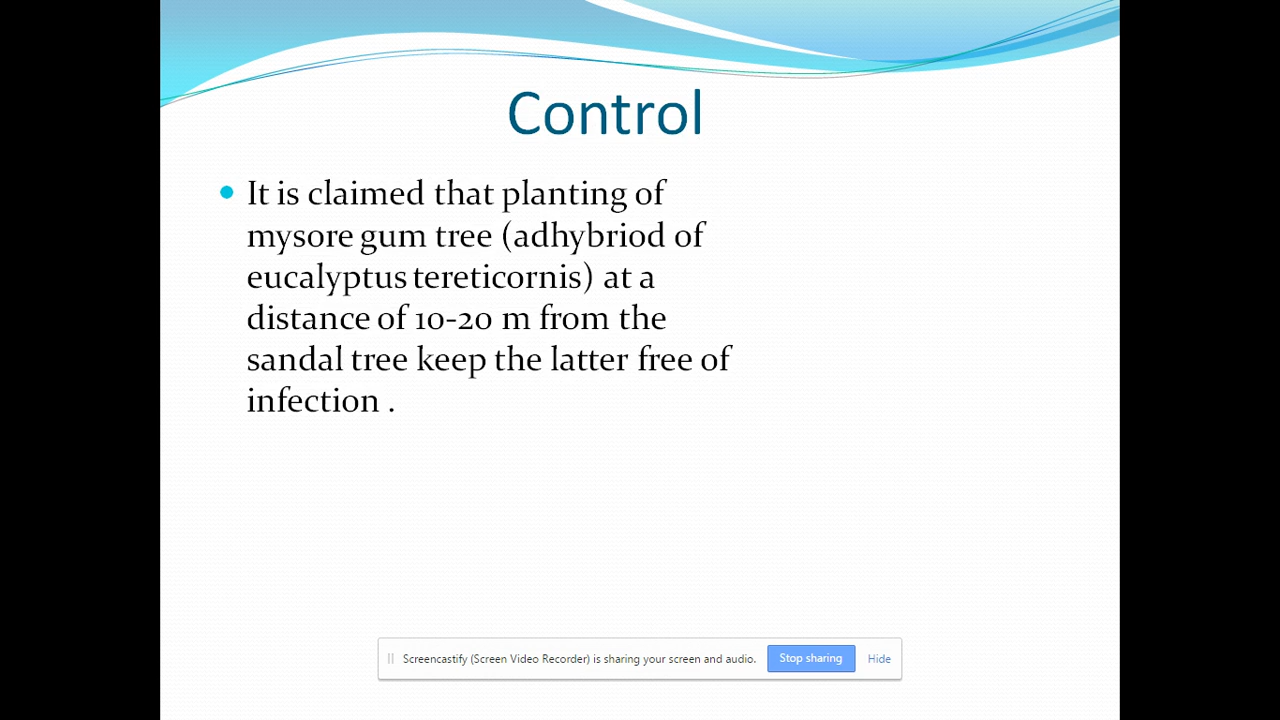 Control
It is claimed that planting of
mysore gum tree (adhybriod of
eucalyptus tereticornis) at a
distance of 10-20 m from the
sandal tree keep the latter free of
infection .
Screencastify (Screen Video Recorder) is sharing your screen and audio. Stop sharing Hide